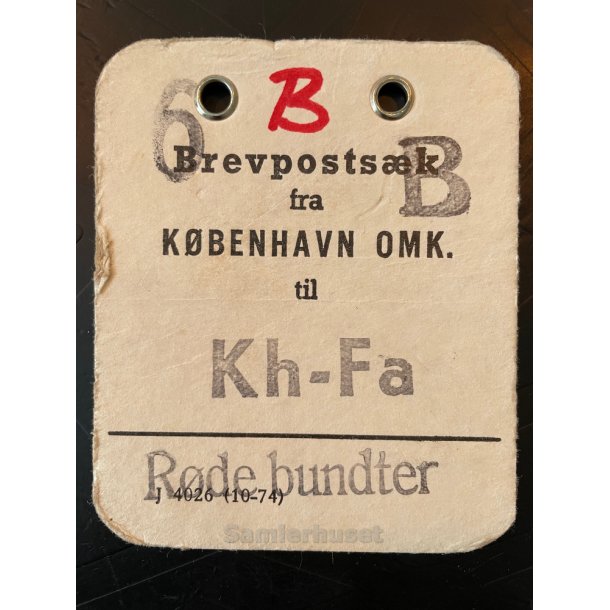 6 B B
Brevpostsæk
fra
KØBENHAVN OMK.
til
Kh-Fa
Røde bundter
J 4026 (10-74)
Samlerhuset